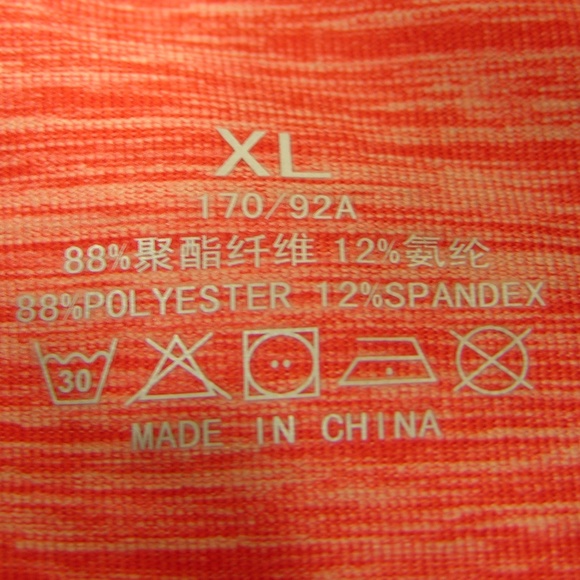 XL
170/92A
88%聚酯纤维 12%氨纶
88%POLYESTER 12%SPANDEX
30
MADE IN CHINA